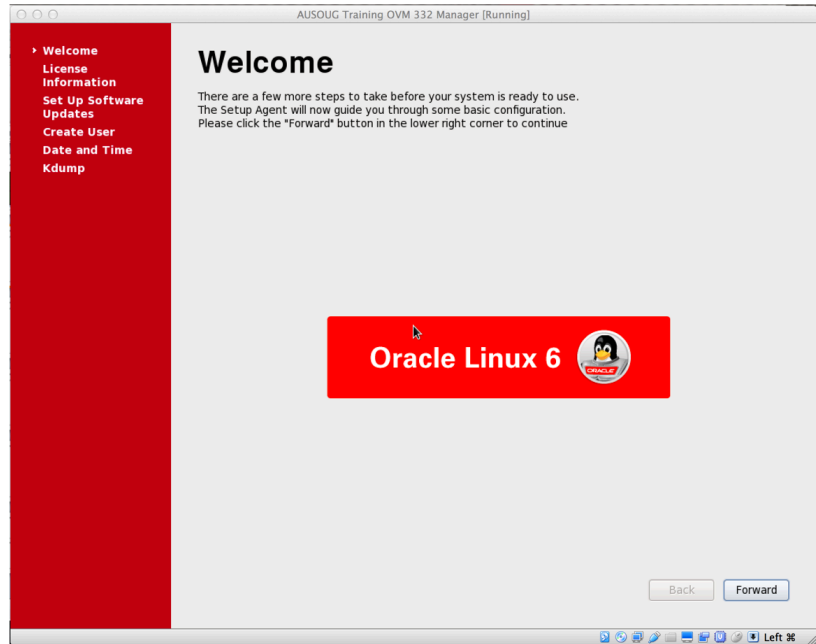 AUSOUG Training OVM 332 Manager [Running]
Welcome
License
Information
Set Up Software
Updates
Create User
Date and Time
Kdump
Welcome
There are a few more steps to take before your system is ready to use.
The Setup Agent will now guide you through some basic configuration.
Please click the "Forward" button in the lower right corner to continue
Oracle Linux 6
ORACLE
Back
Forward
Left ⌘